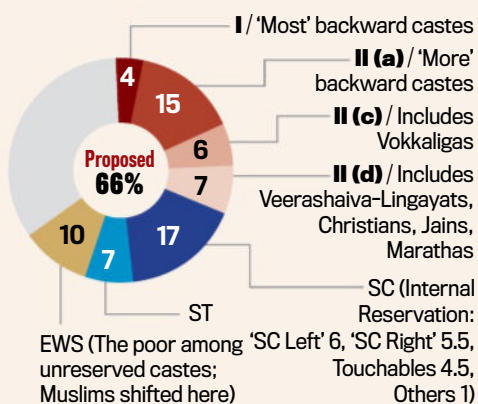 I / 'Most' backward castes
II (a) / 'More'
backward castes
II (c) / Includes
Vokkaligas
II (d) / Includes
Veerashaiva-Lingayats,
Christians, Jains,
Marathas
SC (Internal
Reservation:
'SC Left' 6, 'SC Right' 5.5,
Touchables 4.5,
Others 1)
ST
EWS (The poor among
unreserved castes;
Muslims shifted here)
4
15
6
7
17
7
10
Proposed
66%